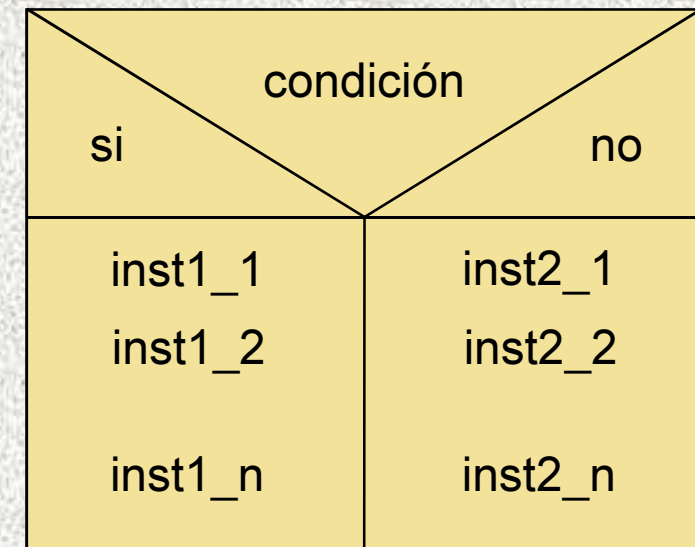 condición
si no
inst1_1 inst2_1
inst1_2 inst2_2
inst1_n inst2_n